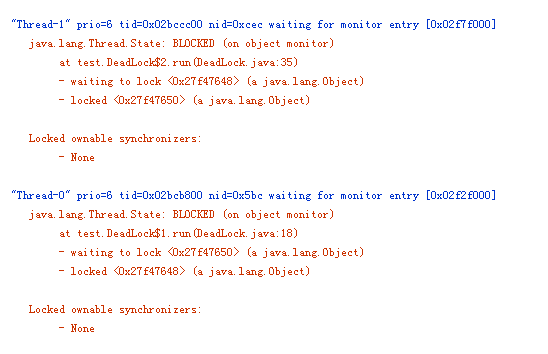 "Thread-1" prio=6 tid=0x02bccc00 nid=0xcec waiting for monitor entry [0x02f7f000]
java.lang.Thread.State: BLOCKED (on object monitor)
at test.DeadLock$2.run(DeadLock.java:35)
- waiting to lock <0x27f47648> (a java.lang.Object)
- locked <0x27f47650> (a java.lang.Object)
Locked ownable synchronizers:
- None
"Thread-0" prio=6 tid=0x02bcb800 nid=0x5bc waiting for monitor entry [0x02f2f000]
java.lang.Thread.State: BLOCKED (on object monitor)
at test.DeadLock$1.run(DeadLock.java:18)
- waiting to lock <0x27f47650> (a java.lang.Object)
- locked <0x27f47648> (a java.lang.Object)
Locked ownable synchronizers:
- None